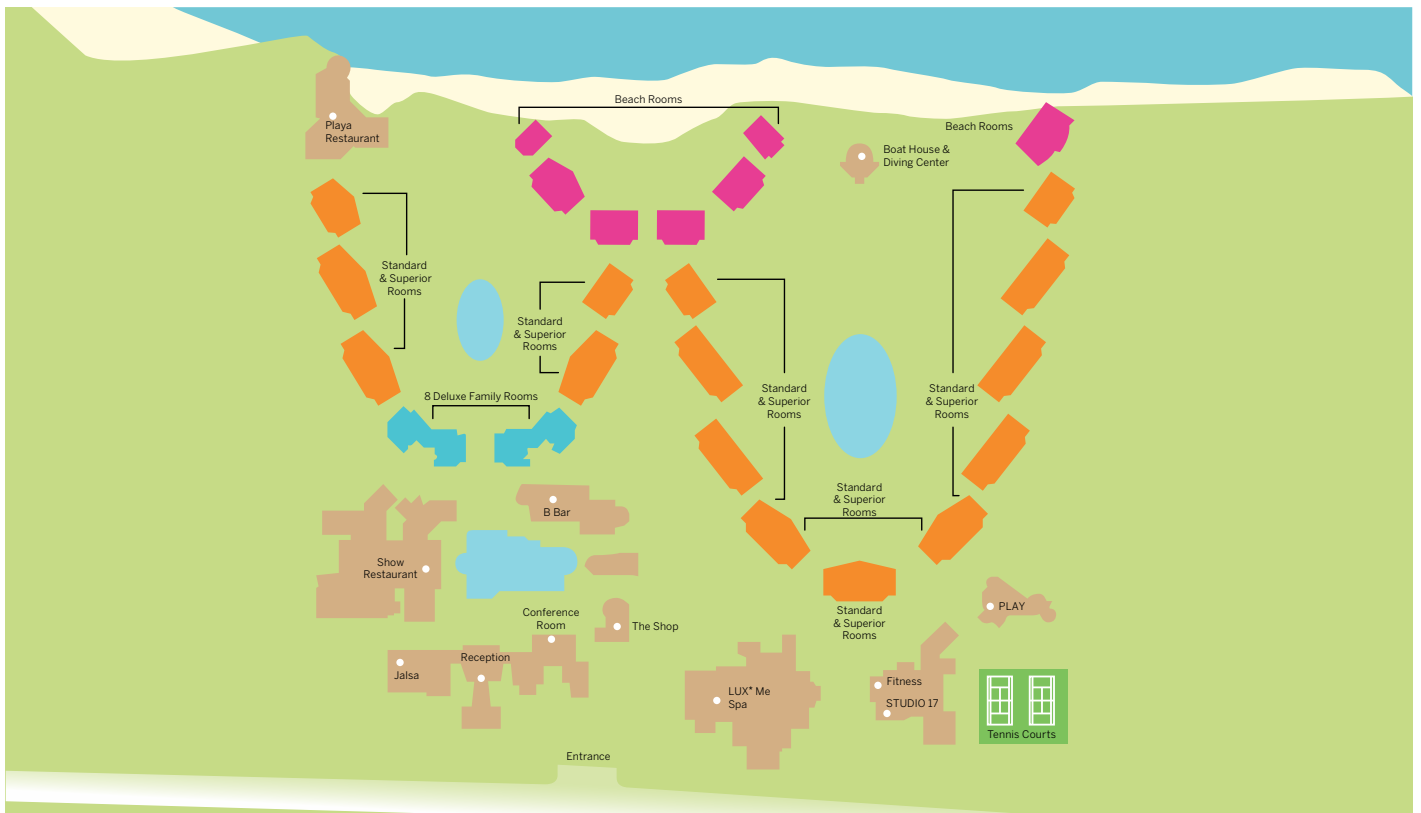 Beach Rooms
Playa
Restaurant
Beach Rooms
Boat House &
Diving Center
Standard
& Superior
Rooms
Standard
& Superior
Rooms
8 Deluxe Family Rooms
Standard
& Superior
Rooms
Standard
& Superior
Rooms
Standard
& Superior
Rooms
B Bar
Show
Restaurant
Conference
Room
The Shop
Standard
& Superior
Rooms
PLAY
Reception
Jalsa
LUX* Me
Spa
Fitness
STUDIO 17
Tennis Courts
Entrance